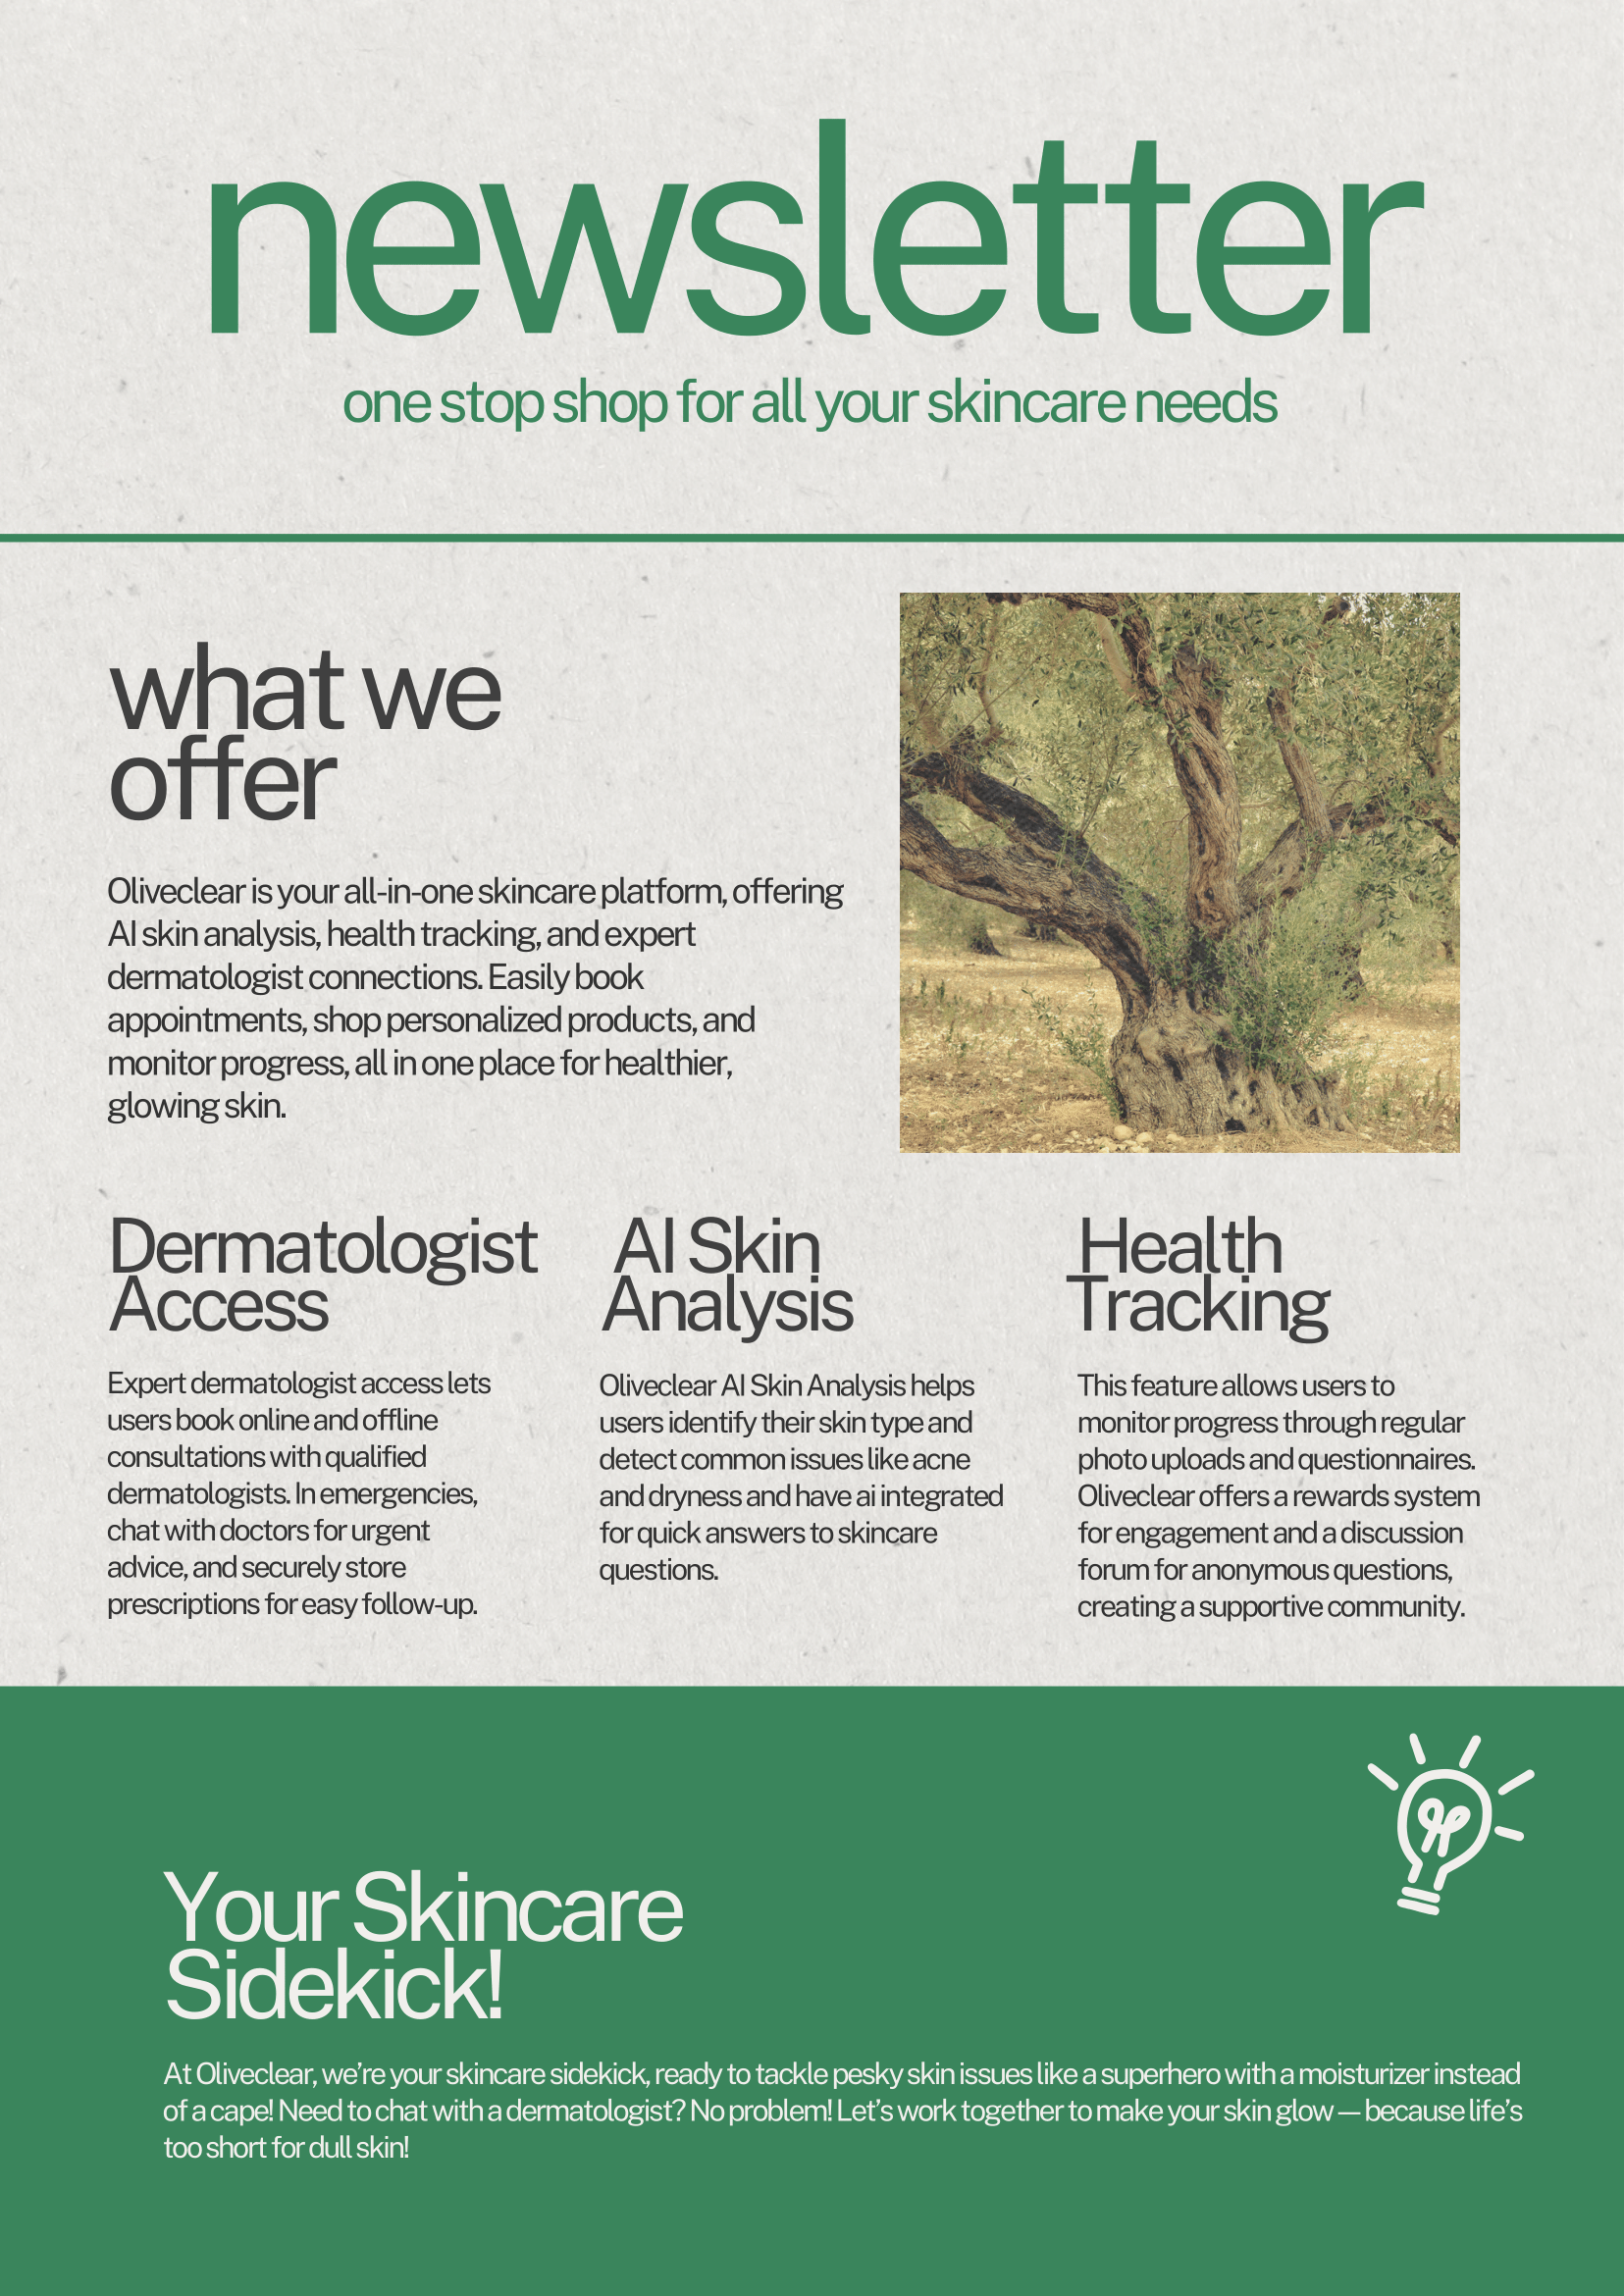 newsletter
one stop shop for all your skincare needs
what we
offer
Oliveclear is your all-in-one skincare platform, offering
AI skin analysis, health tracking, and expert
dermatologist connections. Easily book
appointments, shop personalized products, and
monitor progress, all in one place for healthier,
glowing skin.
Dermatologist
Access
Expert dermatologist access lets
users book online and offline
consultations with qualified
dermatologists. In emergencies,
chat with doctors for urgent
advice, and securely store
prescriptions for easy follow-up.
AI Skin
Analysis
Oliveclear AI Skin Analysis helps
users identify their skin type and
detect common issues like acne
and dryness and have ai integrated
for quick answers to skincare
questions.
Health
Tracking
This feature allows users to
monitor progress through regular
photo uploads and questionnaires.
Oliveclear offers a rewards system
for engagement and a discussion
forum for anonymous questions,
creating a supportive community.
Your Skincare
Sidekick!
At Oliveclear, we’re your skincare sidekick, ready to tackle pesky skin issues like a superhero with a moisturizer instead
of a cape! Need to chat with a dermatologist? No problem! Let’s work together to make your skin glow — because life’s
too short for dull skin!